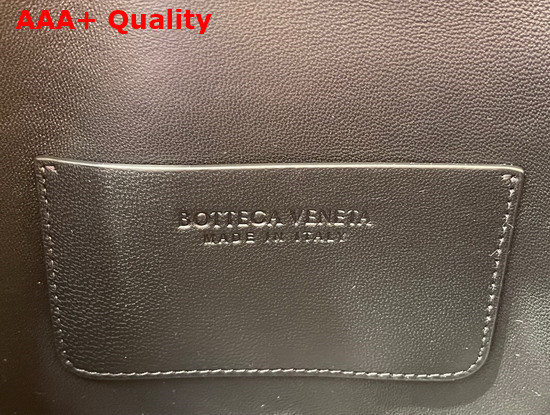 AAA+ Quality
BOTTEGA VENETA
MADE IN ITALY